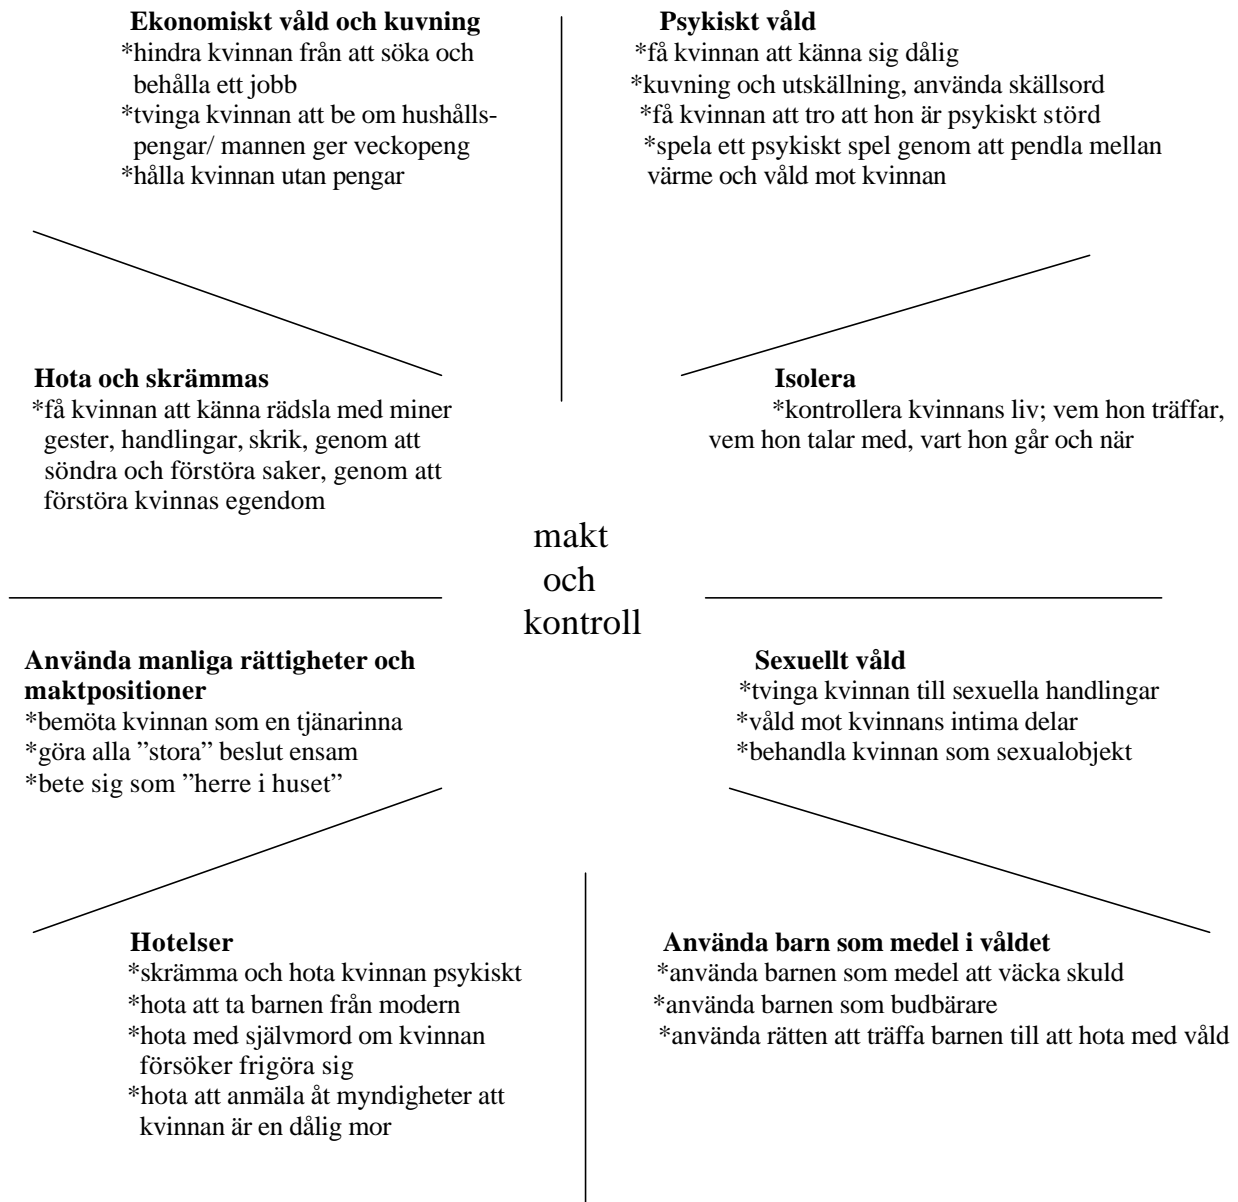 Ekonomiskt våld och kuvning
*hindra kvinnan från att söka och
behålla ett jobb
*tvinga kvinnan att be om hushålls-
pengar/ mannen ger veckopeng
*hålla kvinnan utan pengar
Psykiskt våld
*få kvinnan att känna sig dålig
*kuvning och utskällning, använda skällsord
*få kvinnan att tro att hon är psykiskt störd
*spela ett psykiskt spel genom att pendla mellan
värme och våld mot kvinnan
Hota och skrämmas
*få kvinnan att känna rädsla med miner
gester, handlingar, skrik, genom att
söndra och förstöra saker, genom att
förstöra kvinnas egendom
Isolera
*kontrollera kvinnans liv; vem hon träffar,
vem hon talar med, vart hon går och när
makt
och
kontroll
Använda manliga rättigheter och
maktpositioner
*bemöta kvinnan som en tjänarinna
*göra alla ”stora” beslut ensam
*bete sig som ”herre i huset”
Sexuellt våld
*tvinga kvinnan till sexuella handlingar
*våld mot kvinnans intima delar
*behandla kvinnan som sexualobjekt
Hotelser
*skrämma och hota kvinnan psykiskt
*hota att ta barnen från modern
*hota med självmord om kvinnan
försöker frigöra sig
*hota att anmäla åt myndigheter att
kvinnan är en dålig mor
Använda barn som medel i våldet
*använda barnen som medel att väcka skuld
*använda barnen som budbärare
*använda rätten att träffa barnen till att hota med våld